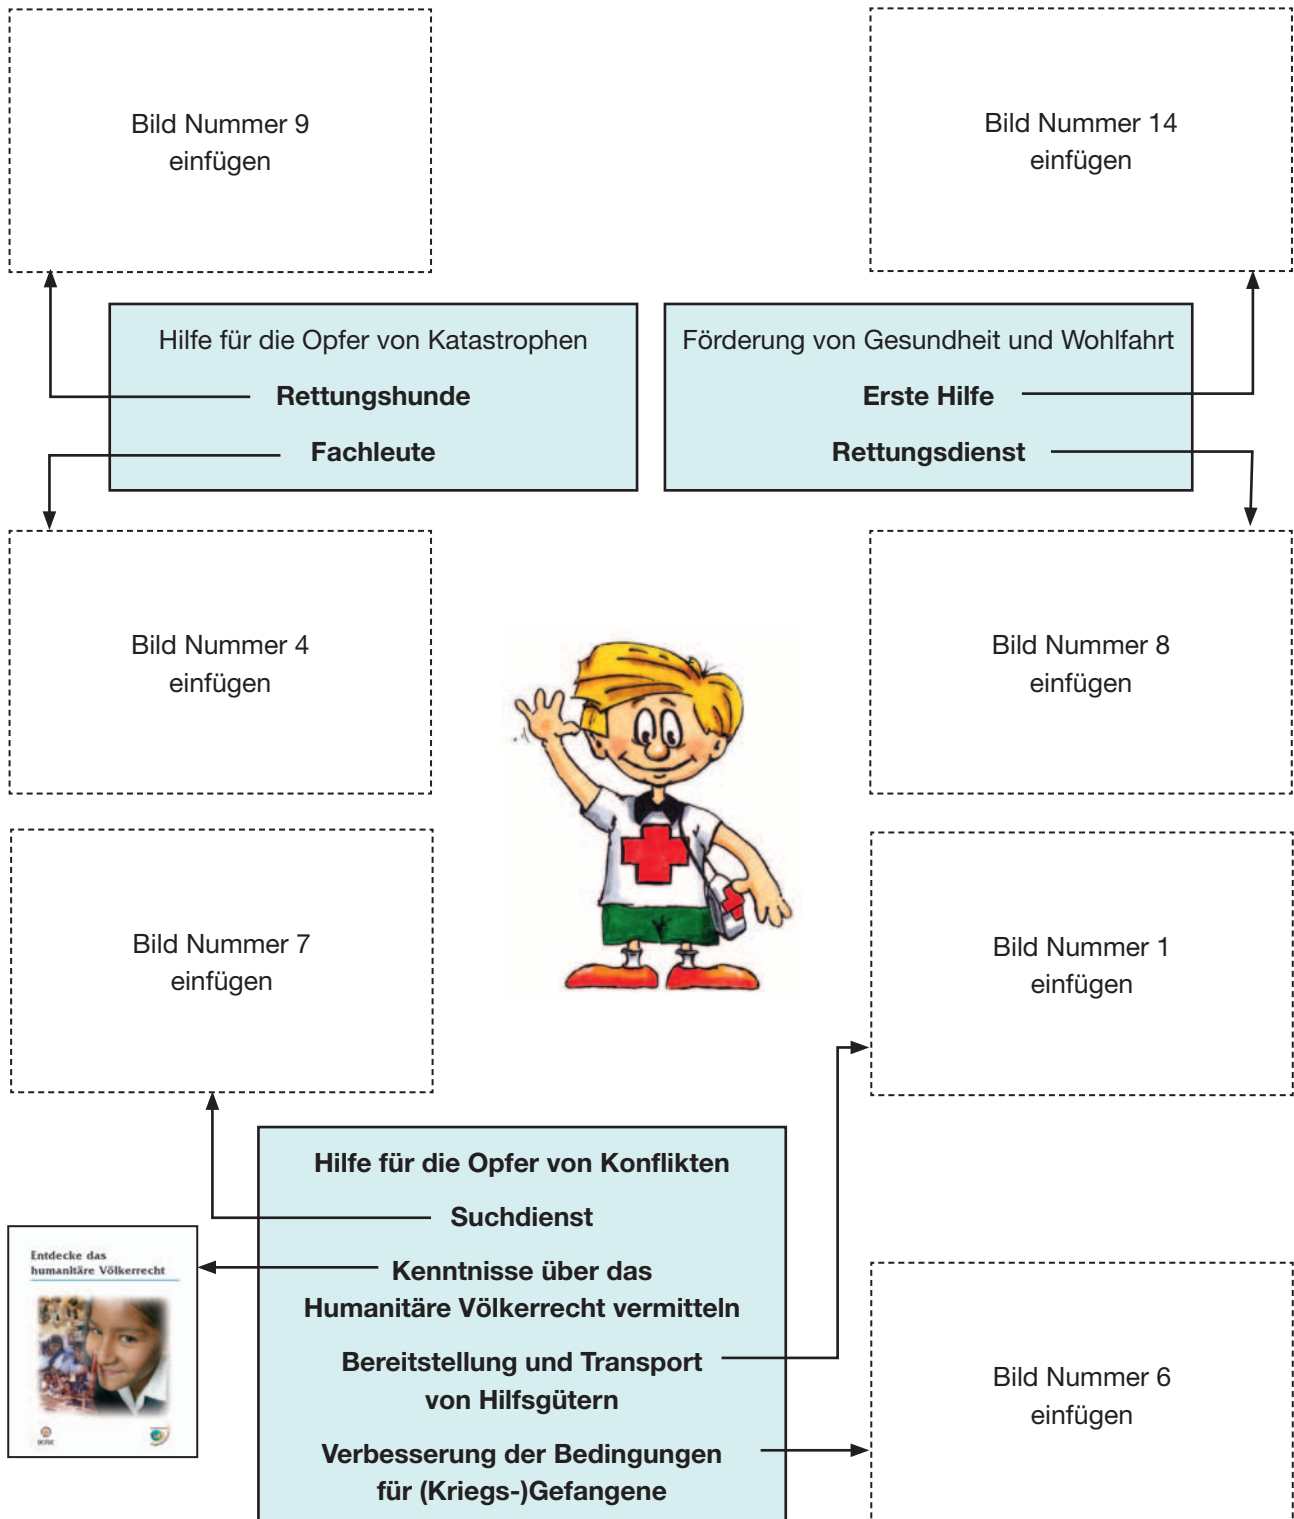 Bild Nummer 9
einfügen
Bild Nummer 14
einfügen
Hilfe für die Opfer von Katastrophen
Rettungshunde
Fachleute
Förderung von Gesundheit und Wohlfahrt
Erste Hilfe
Rettungsdienst
Bild Nummer 4
einfügen
Bild Nummer 8
einfügen
Bild Nummer 7
einfügen
Bild Nummer 1
einfügen
Hilfe für die Opfer von Konflikten
Suchdienst
Kenntnisse über das
Humanitäre Völkerrecht vermitteln
Bereitstellung und Transport
von Hilfsgütern
Verbesserung der Bedingungen
für (Kriegs-)Gefangene
Entdecke das
humanitäre Völkerrecht
Bild Nummer 6
einfügen